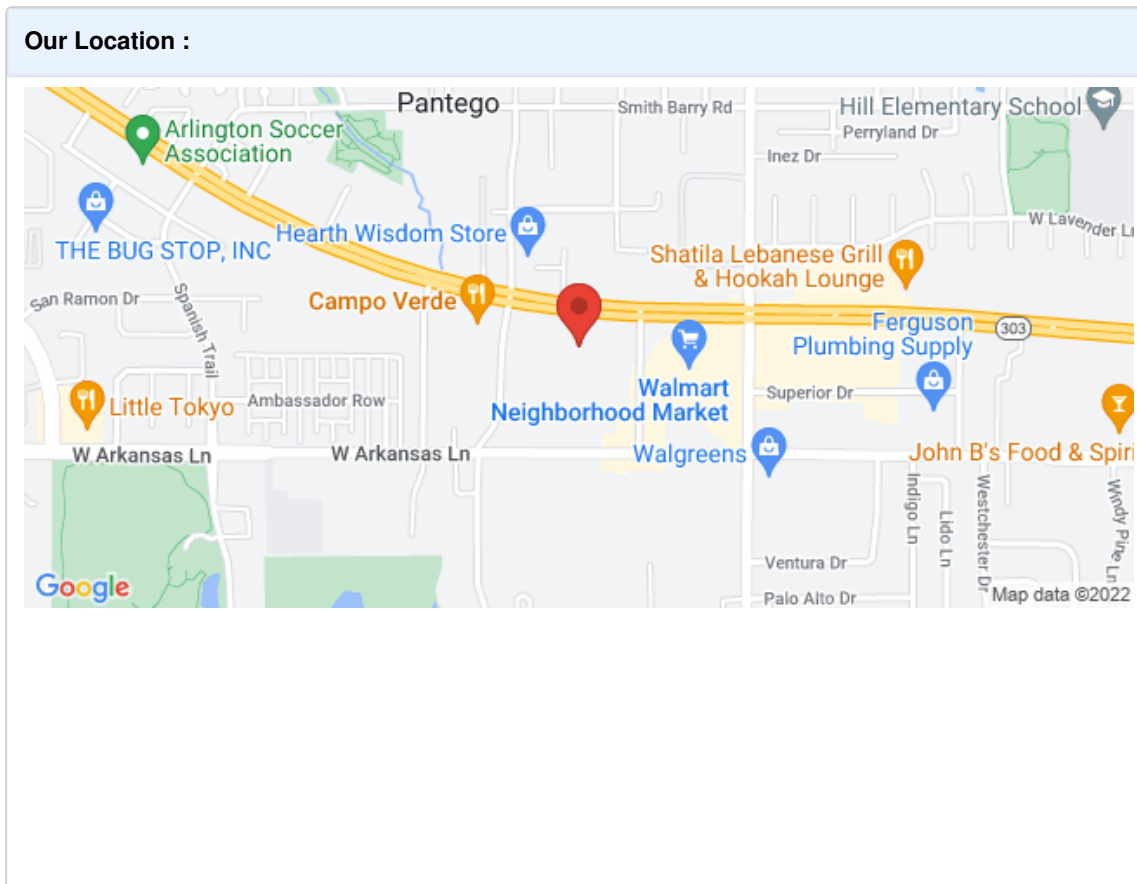 Our Location :
Pantego
Smith Barry Rd
Hill Elementary School
Arlington Soccer
Association
Perryland Dr
Inez Dr
W Lavender Ln
Hearth Wisdom Store
THE BUG STOP, INC
Shatila Lebanese Grill
& Hookah Lounge
San Ramon Dr
Spanish Trail
Campo Verde
Ferguson
Plumbing Supply
303
Walmart
Neighborhood Market
Superior Dr
Little Tokyo
Ambassador Row
W Arkansas Ln
W Arkansas Ln
Walgreens
John B's Food & Spiri
Indigo Ln
Lido Ln
Westchester Dr
Windy Pine Ln
Ventura Dr
Palo Alto Dr
Google
Map data ©2022